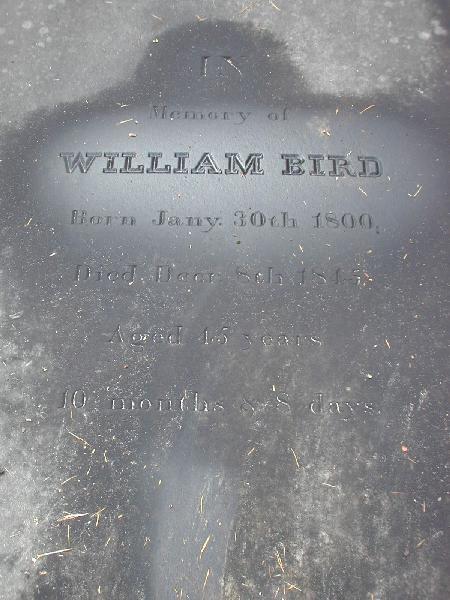 IN
Memory of
WILLIAM BIRD
Born Jany. 30th 1800,
Died Decr. 8th 1845
Aged 45 years
10 months & 8 days.